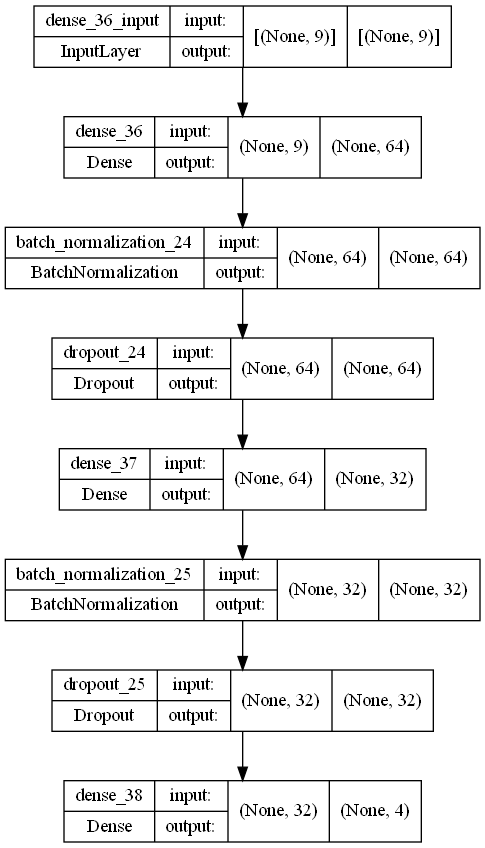 dense_36_input input: [(None, 9)] [(None, 9)]
InputLayer output:
dense_36 input: (None, 9) (None, 64)
Dense output:
batch_normalization_24 input: (None, 64) (None, 64)
BatchNormalization output:
dropout_24 input: (None, 64) (None, 64)
Dropout output:
dense_37 input: (None, 64) (None, 32)
Dense output:
batch_normalization_25 input: (None, 32) (None, 32)
BatchNormalization output:
dropout_25 input: (None, 32) (None, 32)
Dropout output:
dense_38 input: (None, 32) (None, 4)
Dense output: